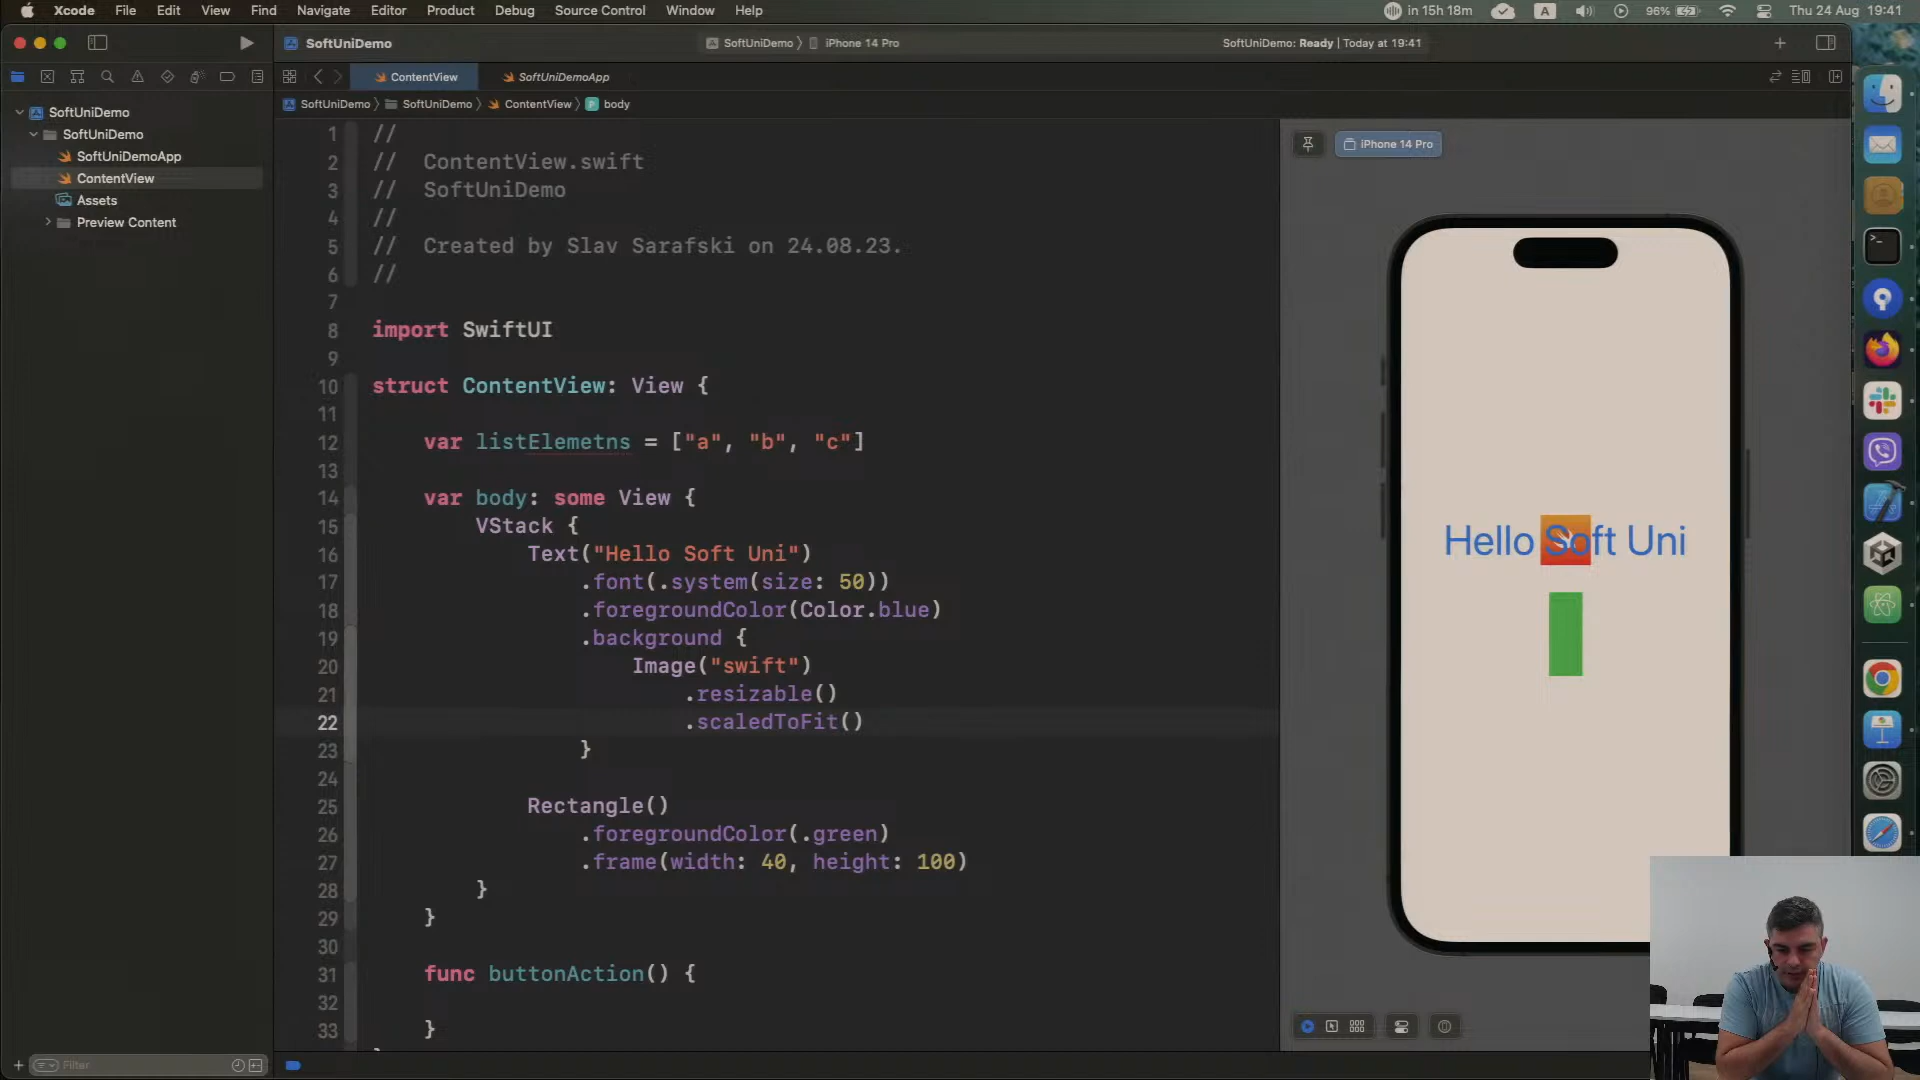 Xcode File Edit View Find Navigate Editor Product Debug Source Control Window Help
in 15h 18m A 96% Thu 24 Aug 19:41
SoftUniDemo
SoftUniDemo iPhone 14 Pro
SoftUniDemo: Ready | Today at 19:41
ContentView SoftUniDemoApp
SoftUniDemo SoftUniDemo ContentView body
SoftUniDemo
SoftUniDemo
SoftUniDemoApp
ContentView
Assets
Preview Content
1 //
2 // ContentView.swift
3 // SoftUniDemo
4 //
5 // Created by Slav Sarafski on 24.08.23.
6 //
7
8 import SwiftUI
9
10 struct ContentView: View {
11
12 var listElemetns = ["a", "b", "c"]
13
14 var body: some View {
15 VStack {
16 Text("Hello Soft Uni")
17 .font(.system(size: 50))
18 .foregroundColor(Color.blue)
19 .background {
20 Image("swift")
21 .resizable()
22 .scaledToFit()
23 }
24
25 Rectangle()
26 .foregroundColor(.green)
27 .frame(width: 40, height: 100)
28 }
29 }
30
31 func buttonAction() {
32
33 }
iPhone 14 Pro
Hello Soft Uni
Filter